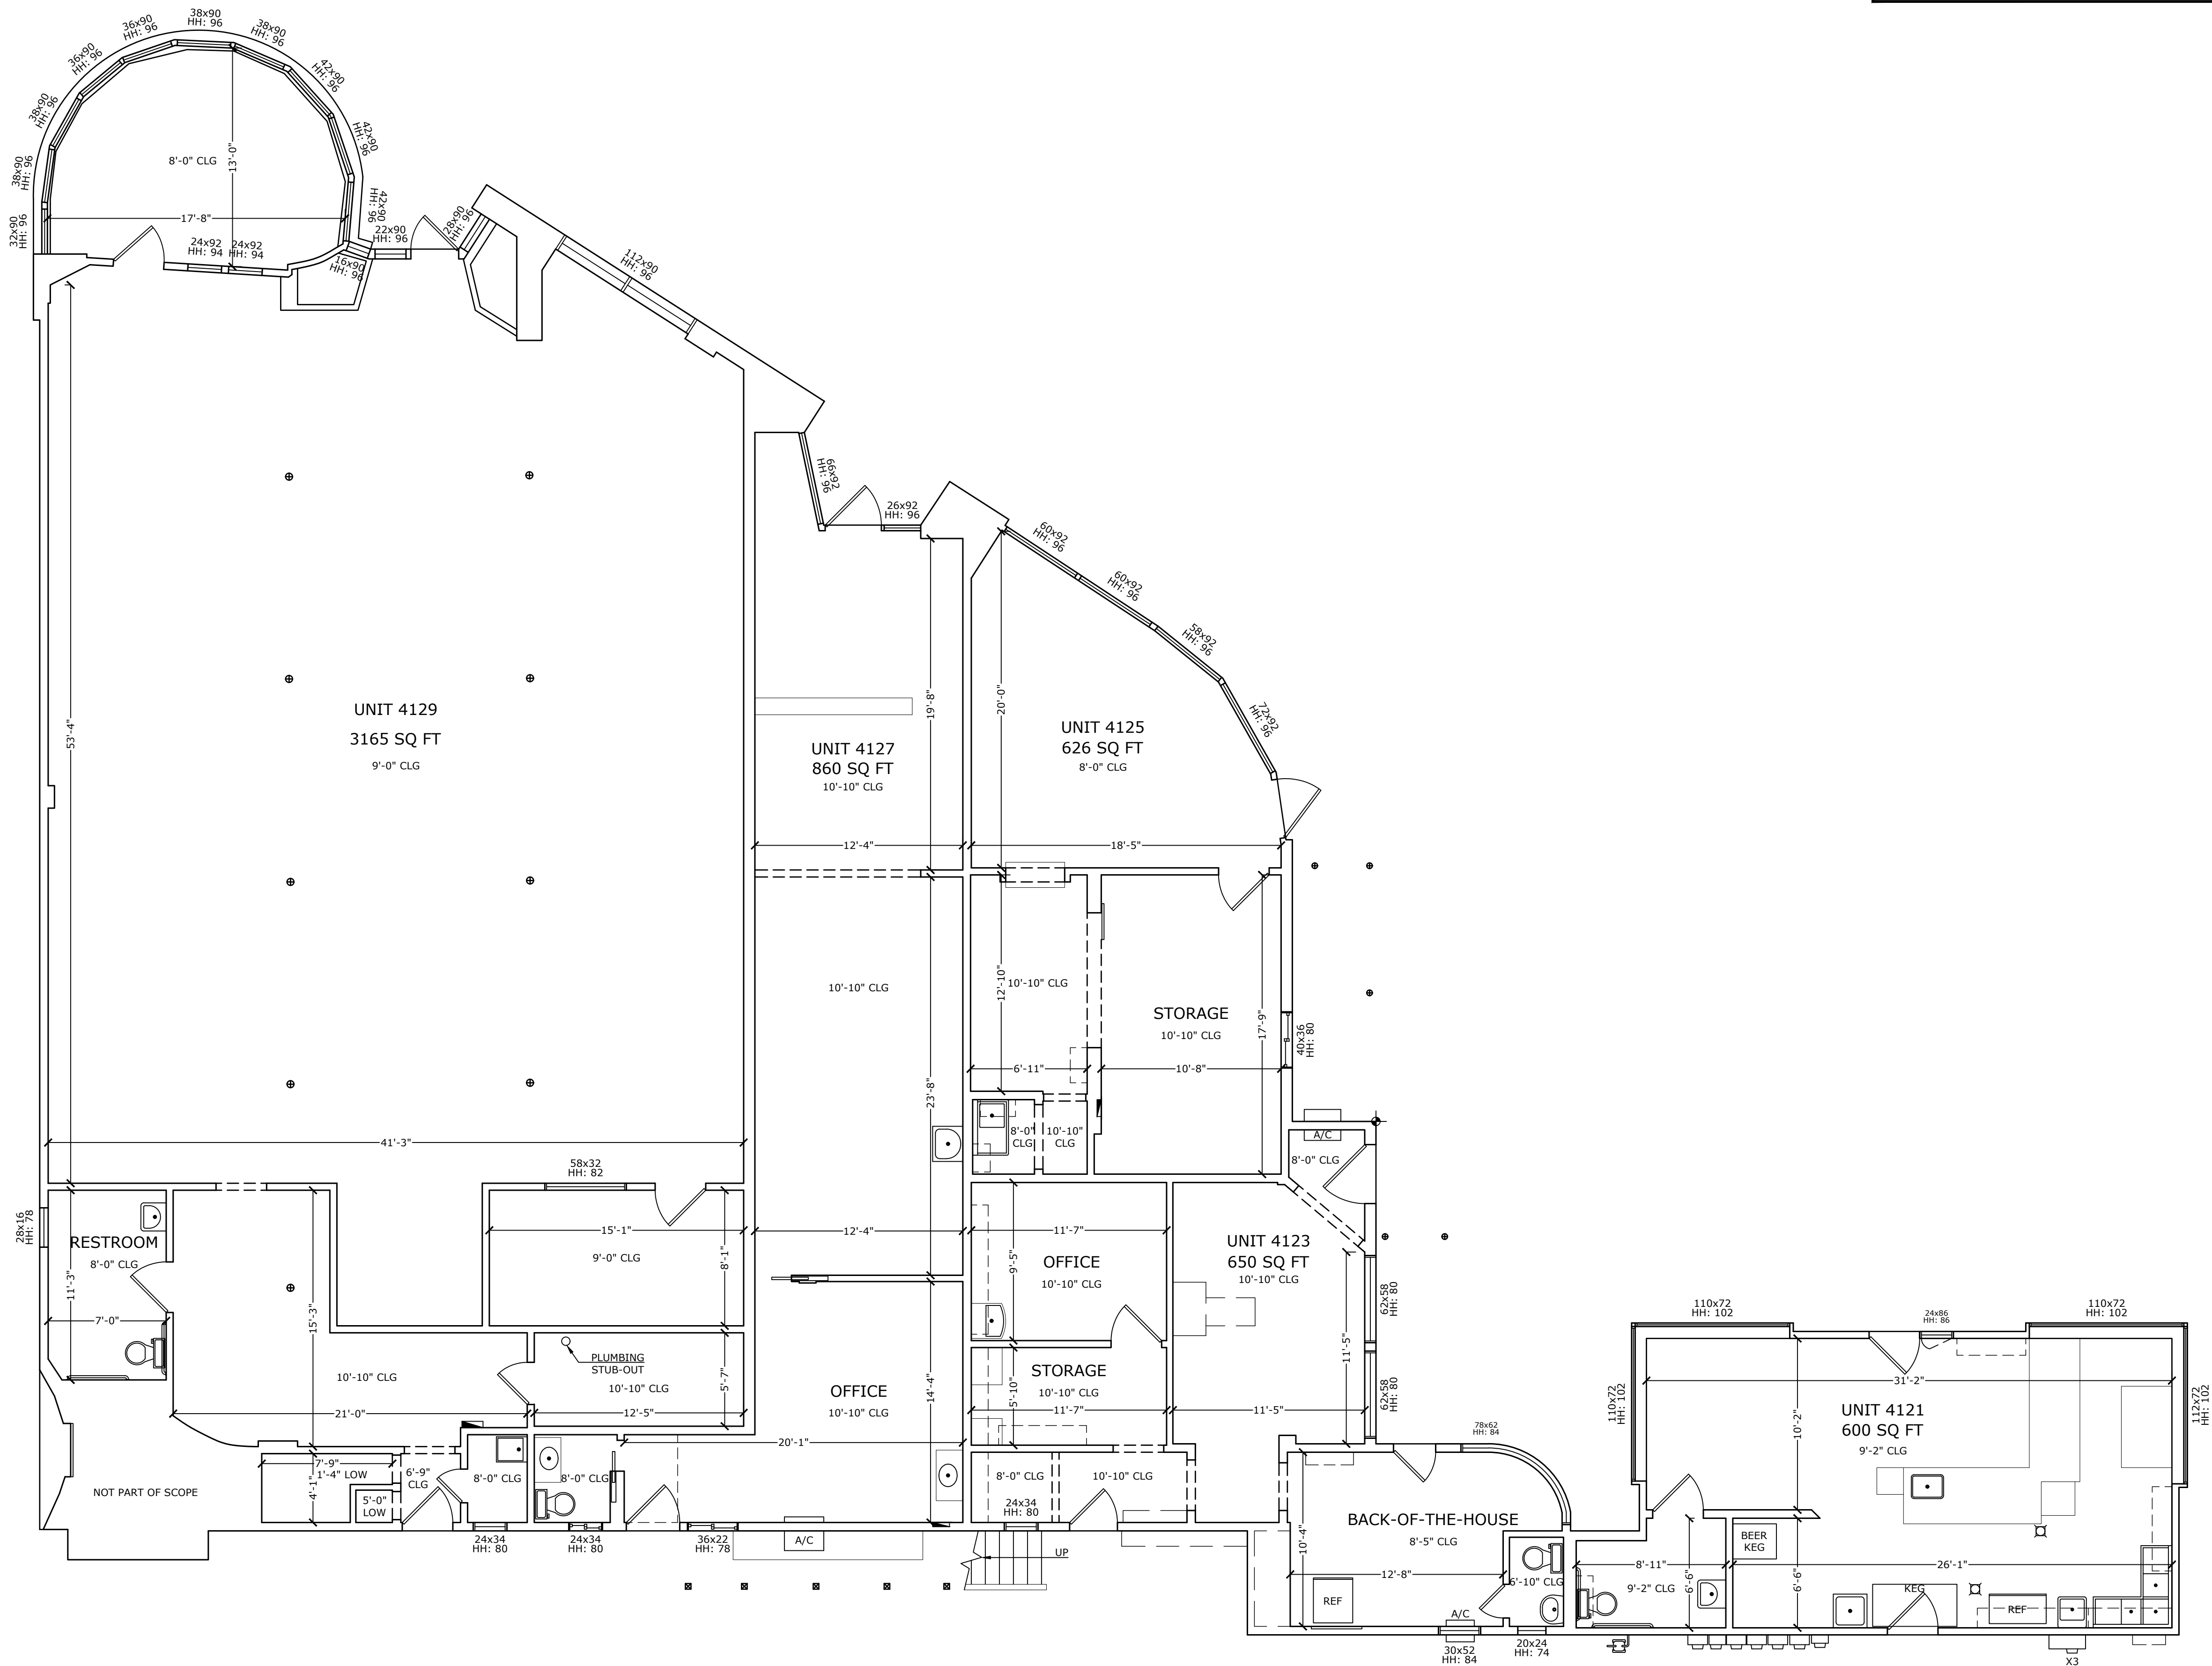 38x90
HH: 96
36x90
HH: 96
38x90
HH: 96
36x90
HH: 96
42x90
HH: 96
38x90
HH: 96
42x90
HH: 96
38x90
HH: 96
32x90
HH: 96
42x90
HH: 96
8'-0" CLG
13'-0"
17'-8"
24x92
HH: 94
24x92
HH: 94
16x90
HH: 96
22x90
HH: 96
28x90
HH: 96
112x90
HH: 96
66x92
HH: 96
26x92
HH: 96
60x92
HH: 96
60x92
HH: 96
58x92
HH: 96
72x92
HH: 96
53'-4"
UNIT 4129
3165 SQ FT
9'-0" CLG
41'-3"
UNIT 4127
860 SQ FT
10'-10" CLG
19'-8"
12'-4"
10'-10" CLG
23'-8"
12'-4"
UNIT 4125
626 SQ FT
8'-0" CLG
20'-0"
18'-5"
12'-10"
10'-10" CLG
6'-11"
STORAGE
10'-10" CLG
17'-9"
10'-8"
40x36
HH: 80
8'-0"
CLG
10'-10"
CLG
A/C
8'-0" CLG
58x32
HH: 82
28x16
HH: 78
RESTROOM
8'-0" CLG
11'-3"
7'-0"
15'-3"
15'-1"
9'-0" CLG
8'-1"
10'-10" CLG
21'-0"
PLUMBING
STUB-OUT
10'-10" CLG
5'-7"
12'-5"
OFFICE
10'-10" CLG
14'-4"
20'-1"
OFFICE
10'-10" CLG
11'-7"
9'-5"
STORAGE
10'-10" CLG
11'-7"
5'-10"
UNIT 4123
650 SQ FT
10'-10" CLG
11'-5"
11'-5"
62x58
HH: 80
62x58
HH: 80
78x62
HH: 84
NOT PART OF SCOPE
7'-9"
1'-4" LOW
4'-1"
5'-0"
LOW
6'-9"
CLG
8'-0" CLG
8'-0" CLG
24x34
HH: 80
24x34
HH: 80
36x22
HH: 78
A/C
8'-0" CLG
10'-10" CLG
24x34
HH: 80
UP
BACK-OF-THE-HOUSE
8'-5" CLG
10'-4"
12'-8"
REF
A/C
30x52
HH: 84
6'-10" CLG
20x24
HH: 74
110x72
HH: 102
24x86
HH: 86
110x72
HH: 102
110x72
HH: 102
112x72
HH: 102
31'-2"
UNIT 4121
600 SQ FT
9'-2" CLG
10'-2"
8'-11"
9'-2" CLG
6'-6"
BEER
KEG
6'-6"
26'-1"
KEG
REF
X3